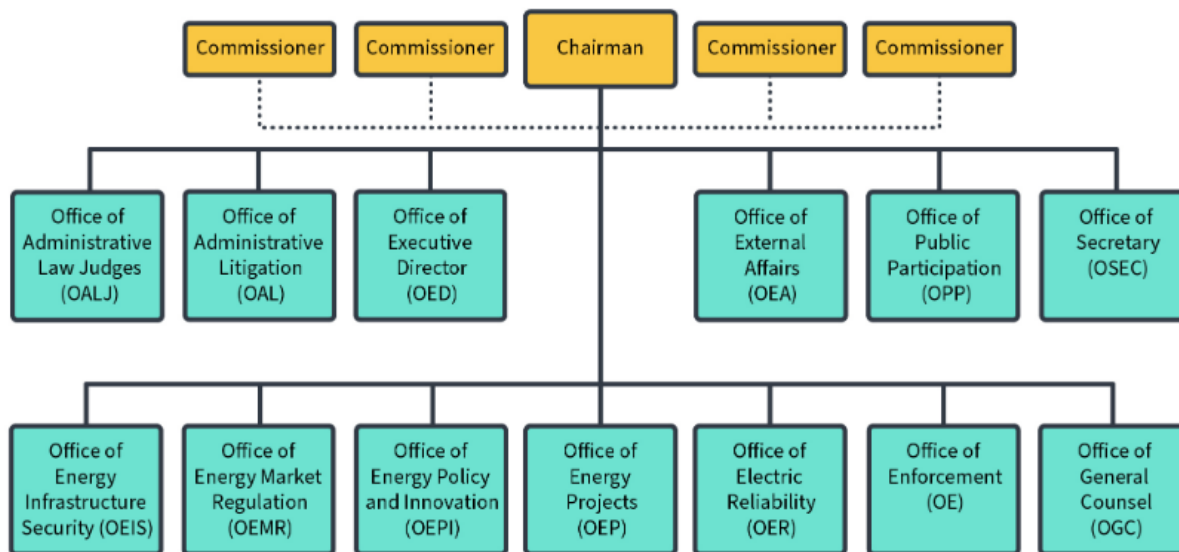 Commissioner
Commissioner
Chairman
Commissioner
Commissioner
Office of
Administrative
Law Judges
(OALJ)
Office of
Administrative
Litigation
(OAL)
Office of
Executive
Director
(OED)
Office of
External
Affairs
(OEA)
Office of
Public
Participation
(OPP)
Office of
Secretary
(OSEC)
Office of
Energy
Infrastructure
Security (OEIS)
Office of
Energy Market
Regulation
(OEMR)
Office of
Energy Policy
and Innovation
(OEPI)
Office of
Energy
Projects
(OEP)
Office of
Electric
Reliability
(OER)
Office of
Enforcement
(OE)
Office of
General
Counsel
(OGC)